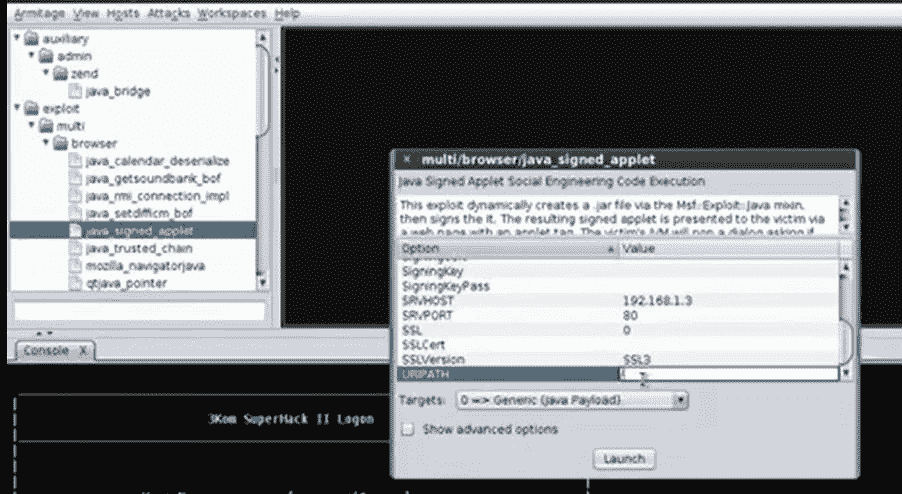 Armitage View Hosts Attacks Workspaces Help
auxiliary
admin
zend
java_bridge
exploit
multi
browser
java_calendar_deserialize
java_getsoundbank_bof
java_rmi_connection_impl
java_setdifficm_bof
java_signed_applet
java_trusted_chain
mozilla_navigatorjava
qtjava_pointer
Console X
3Kom SuperHack II Logon
multi/browser/java_signed_applet
Java Signed Applet Social Engineering Code Execution
This exploit dynamically creates a .jar file via the Msf::Exploit::Java mixin,
then signs the it. The resulting signed applet is presented to the victim via
a web page with an applet tag. The victim's JVM will pop a dialog asking if
Option Value
SigningKey
SigningKeyPass
SRVHOST 192.168.1.3
SRVPORT 80
SSL 0
SSLCert
SSLVersion SSL3
URIPATH
Targets: 0 => Generic (Java Payload)
Show advanced options
Launch